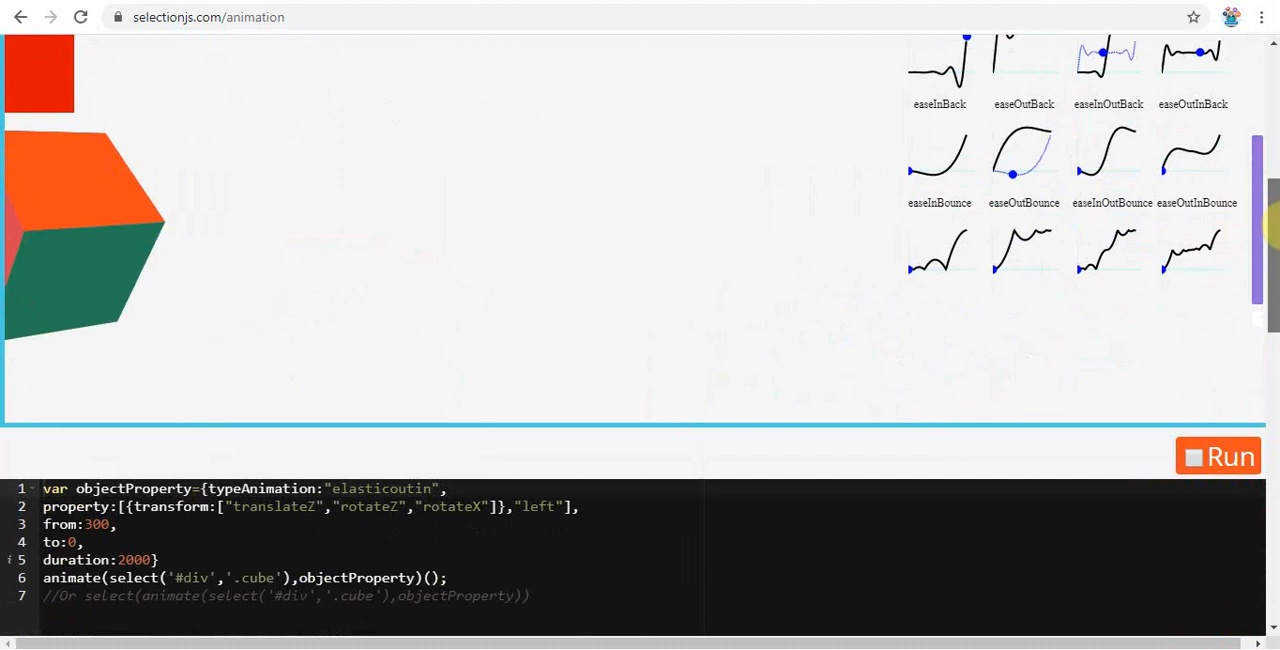 selectionjs.com/animation
easeInBack easeOutBack easeInOutBack easeOutInBack
easeInBounce easeOutBounce easeInOutBounce easeOutInBounce
Run
1 var objectProperty={typeAnimation:"elasticoutin",
2 property:[{transform:["translateZ","rotateZ","rotateX"]},"left"],
3 from:300,
4 to:0,
i 5 duration:2000}
6 animate(select('#div','.cube'),objectProperty)();
7 //Or select(animate(select('#div','.cube'),objectProperty))